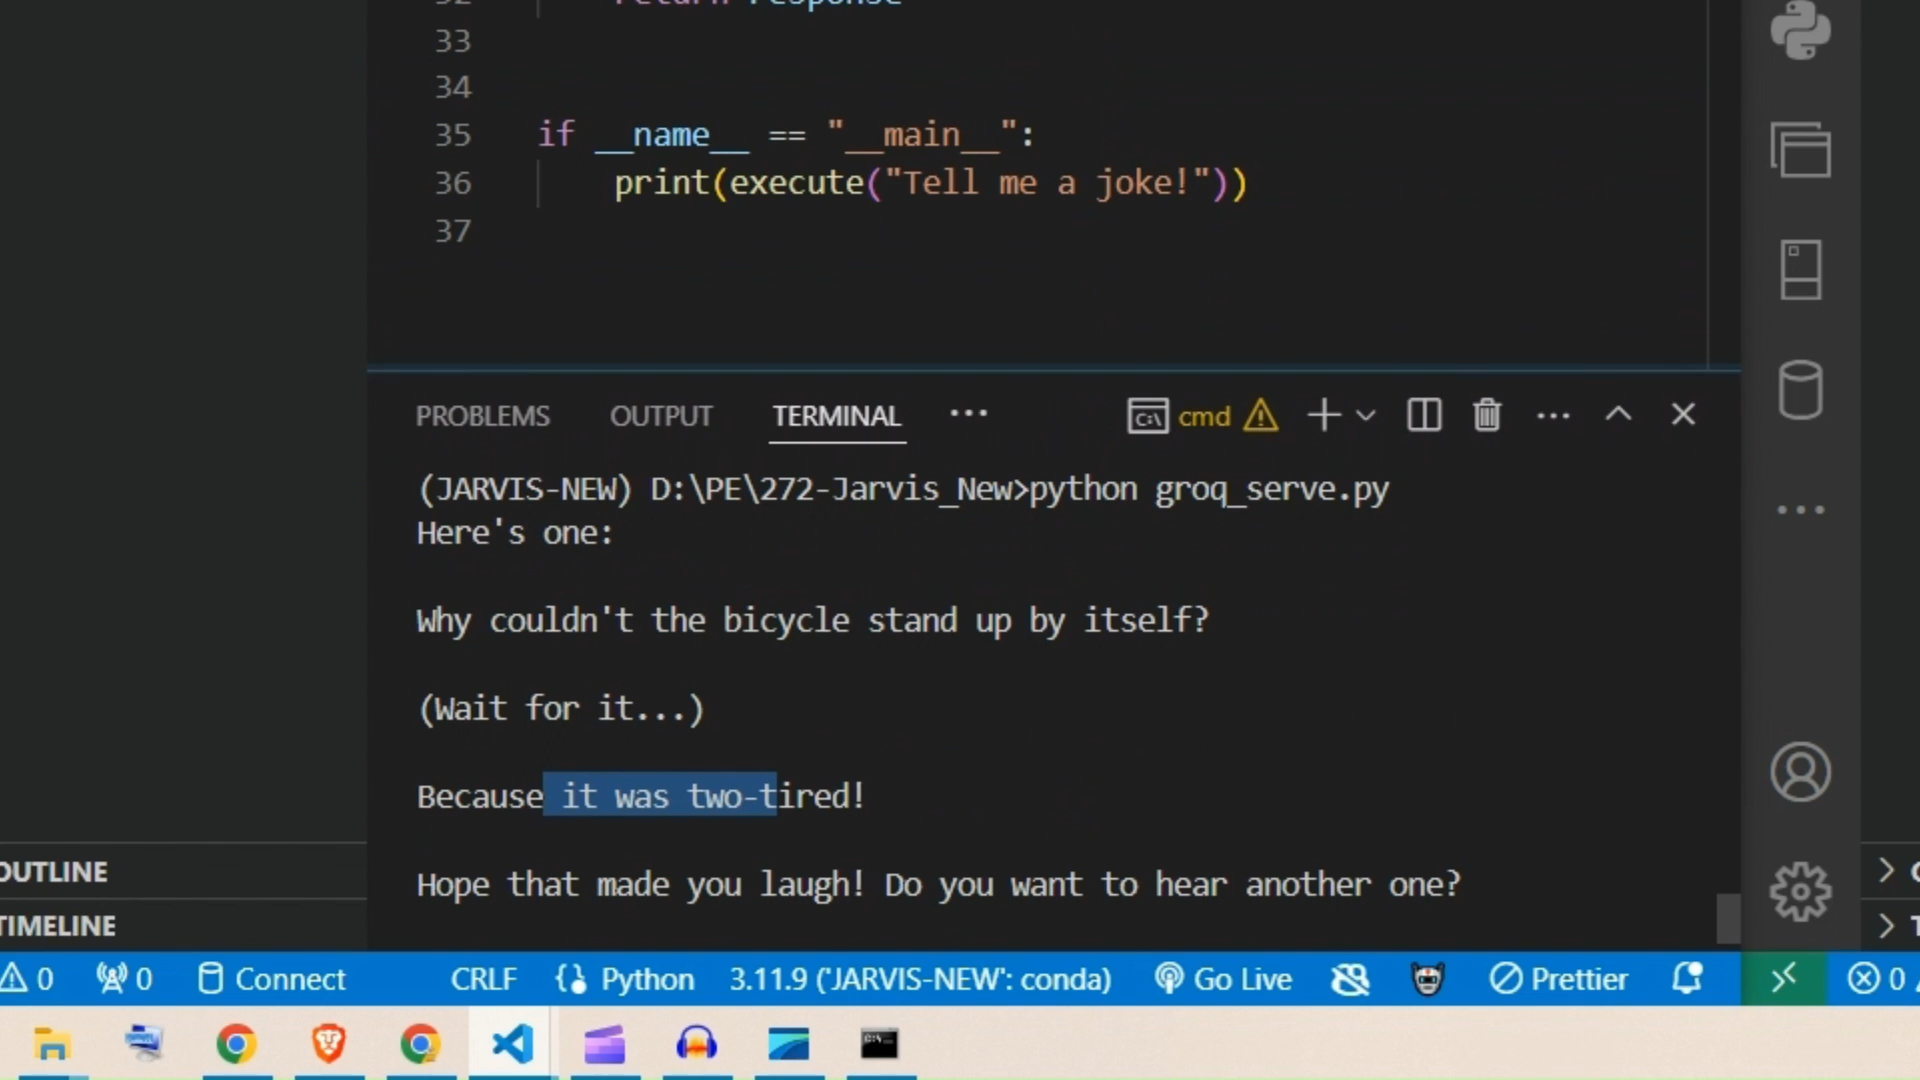 32 return response
33
34
35 if __name__ == "__main__":
36 print(execute("Tell me a joke!"))
37
PROBLEMS OUTPUT TERMINAL ... cmd
(JARVIS-NEW) D:\PE\272-Jarvis_New>python groq_serve.py
Here's one:
Why couldn't the bicycle stand up by itself?
(Wait for it...)
Because it was two-tired!
Hope that made you laugh! Do you want to hear another one?
OUTLINE
TIMELINE
0 0 Connect CRLF {} Python 3.11.9 ('JARVIS-NEW': conda) Go Live Prettier 0